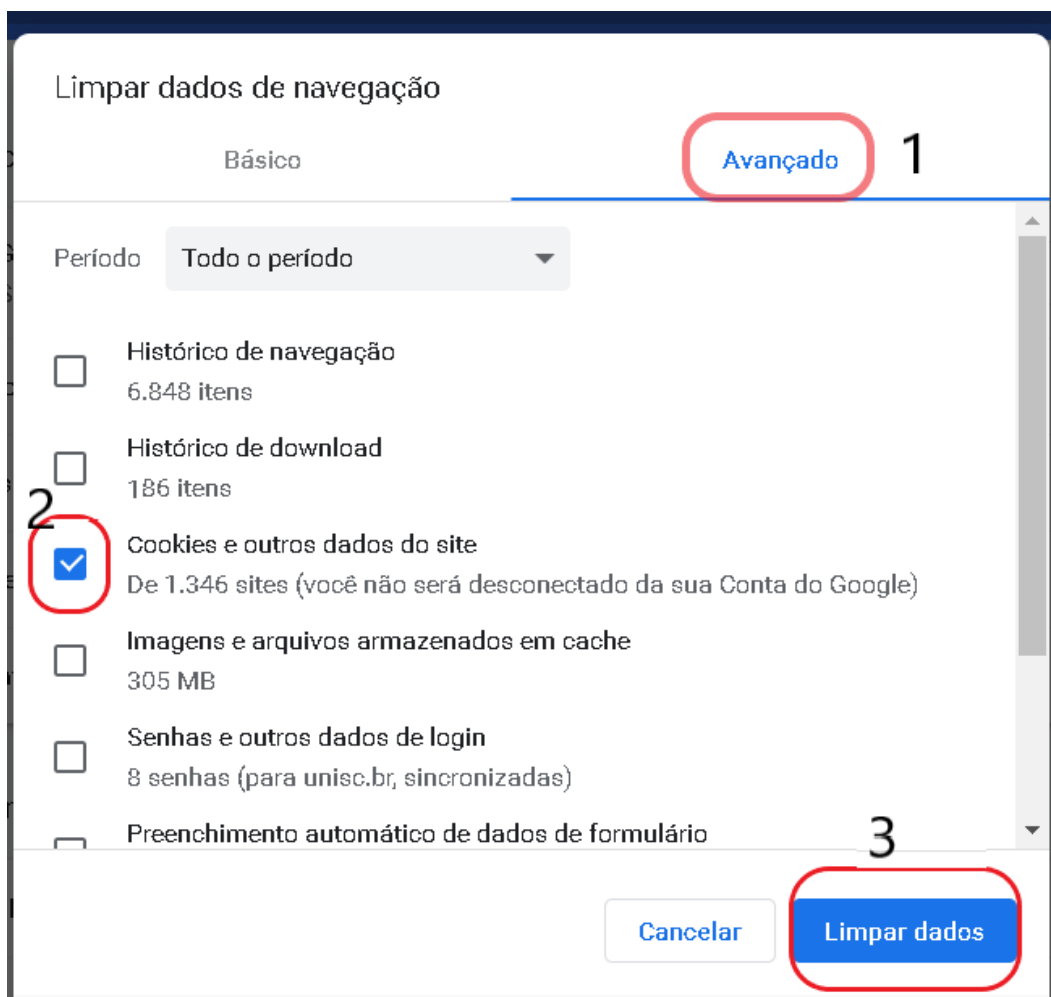 Limpar dados de navegação
Básico
Avançado
1
Período
Todo o período
Histórico de navegação
6.848 itens
Histórico de download
186 itens
2
Cookies e outros dados do site
De 1.346 sites (você não será desconectado da sua Conta do Google)
Imagens e arquivos armazenados em cache
305 MB
Senhas e outros dados de login
8 senhas (para unisc.br, sincronizadas)
Preenchimento automático de dados de formulário
3
Cancelar
Limpar dados